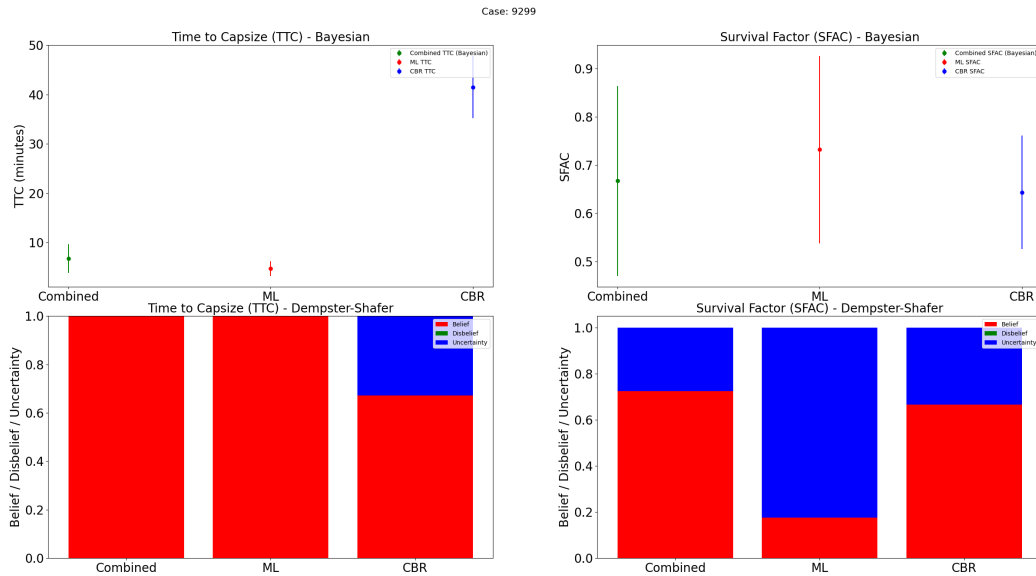 Case: 9299
Time to Capsize (TTC) - Bayesian
50
40
30
20
10
TTC (minutes)
Combined TTC (Bayesian)
ML TTC
CBR TTC
Combined
ML
CBR
Survival Factor (SFAC) - Bayesian
0.9
0.8
0.7
0.6
0.5
SFAC
Combined SFAC (Bayesian)
ML SFAC
CBR SFAC
Combined
ML
CBR
Time to Capsize (TTC) - Dempster-Shafer
1.0
0.8
0.6
0.4
0.2
0.0
Belief / Disbelief / Uncertainty
Belief
Disbelief
Uncertainty
Combined
ML
CBR
Survival Factor (SFAC) - Dempster-Shafer
1.0
0.8
0.6
0.4
0.2
0.0
Belief / Disbelief / Uncertainty
Belief
Disbelief
Uncertainty
Combined
ML
CBR